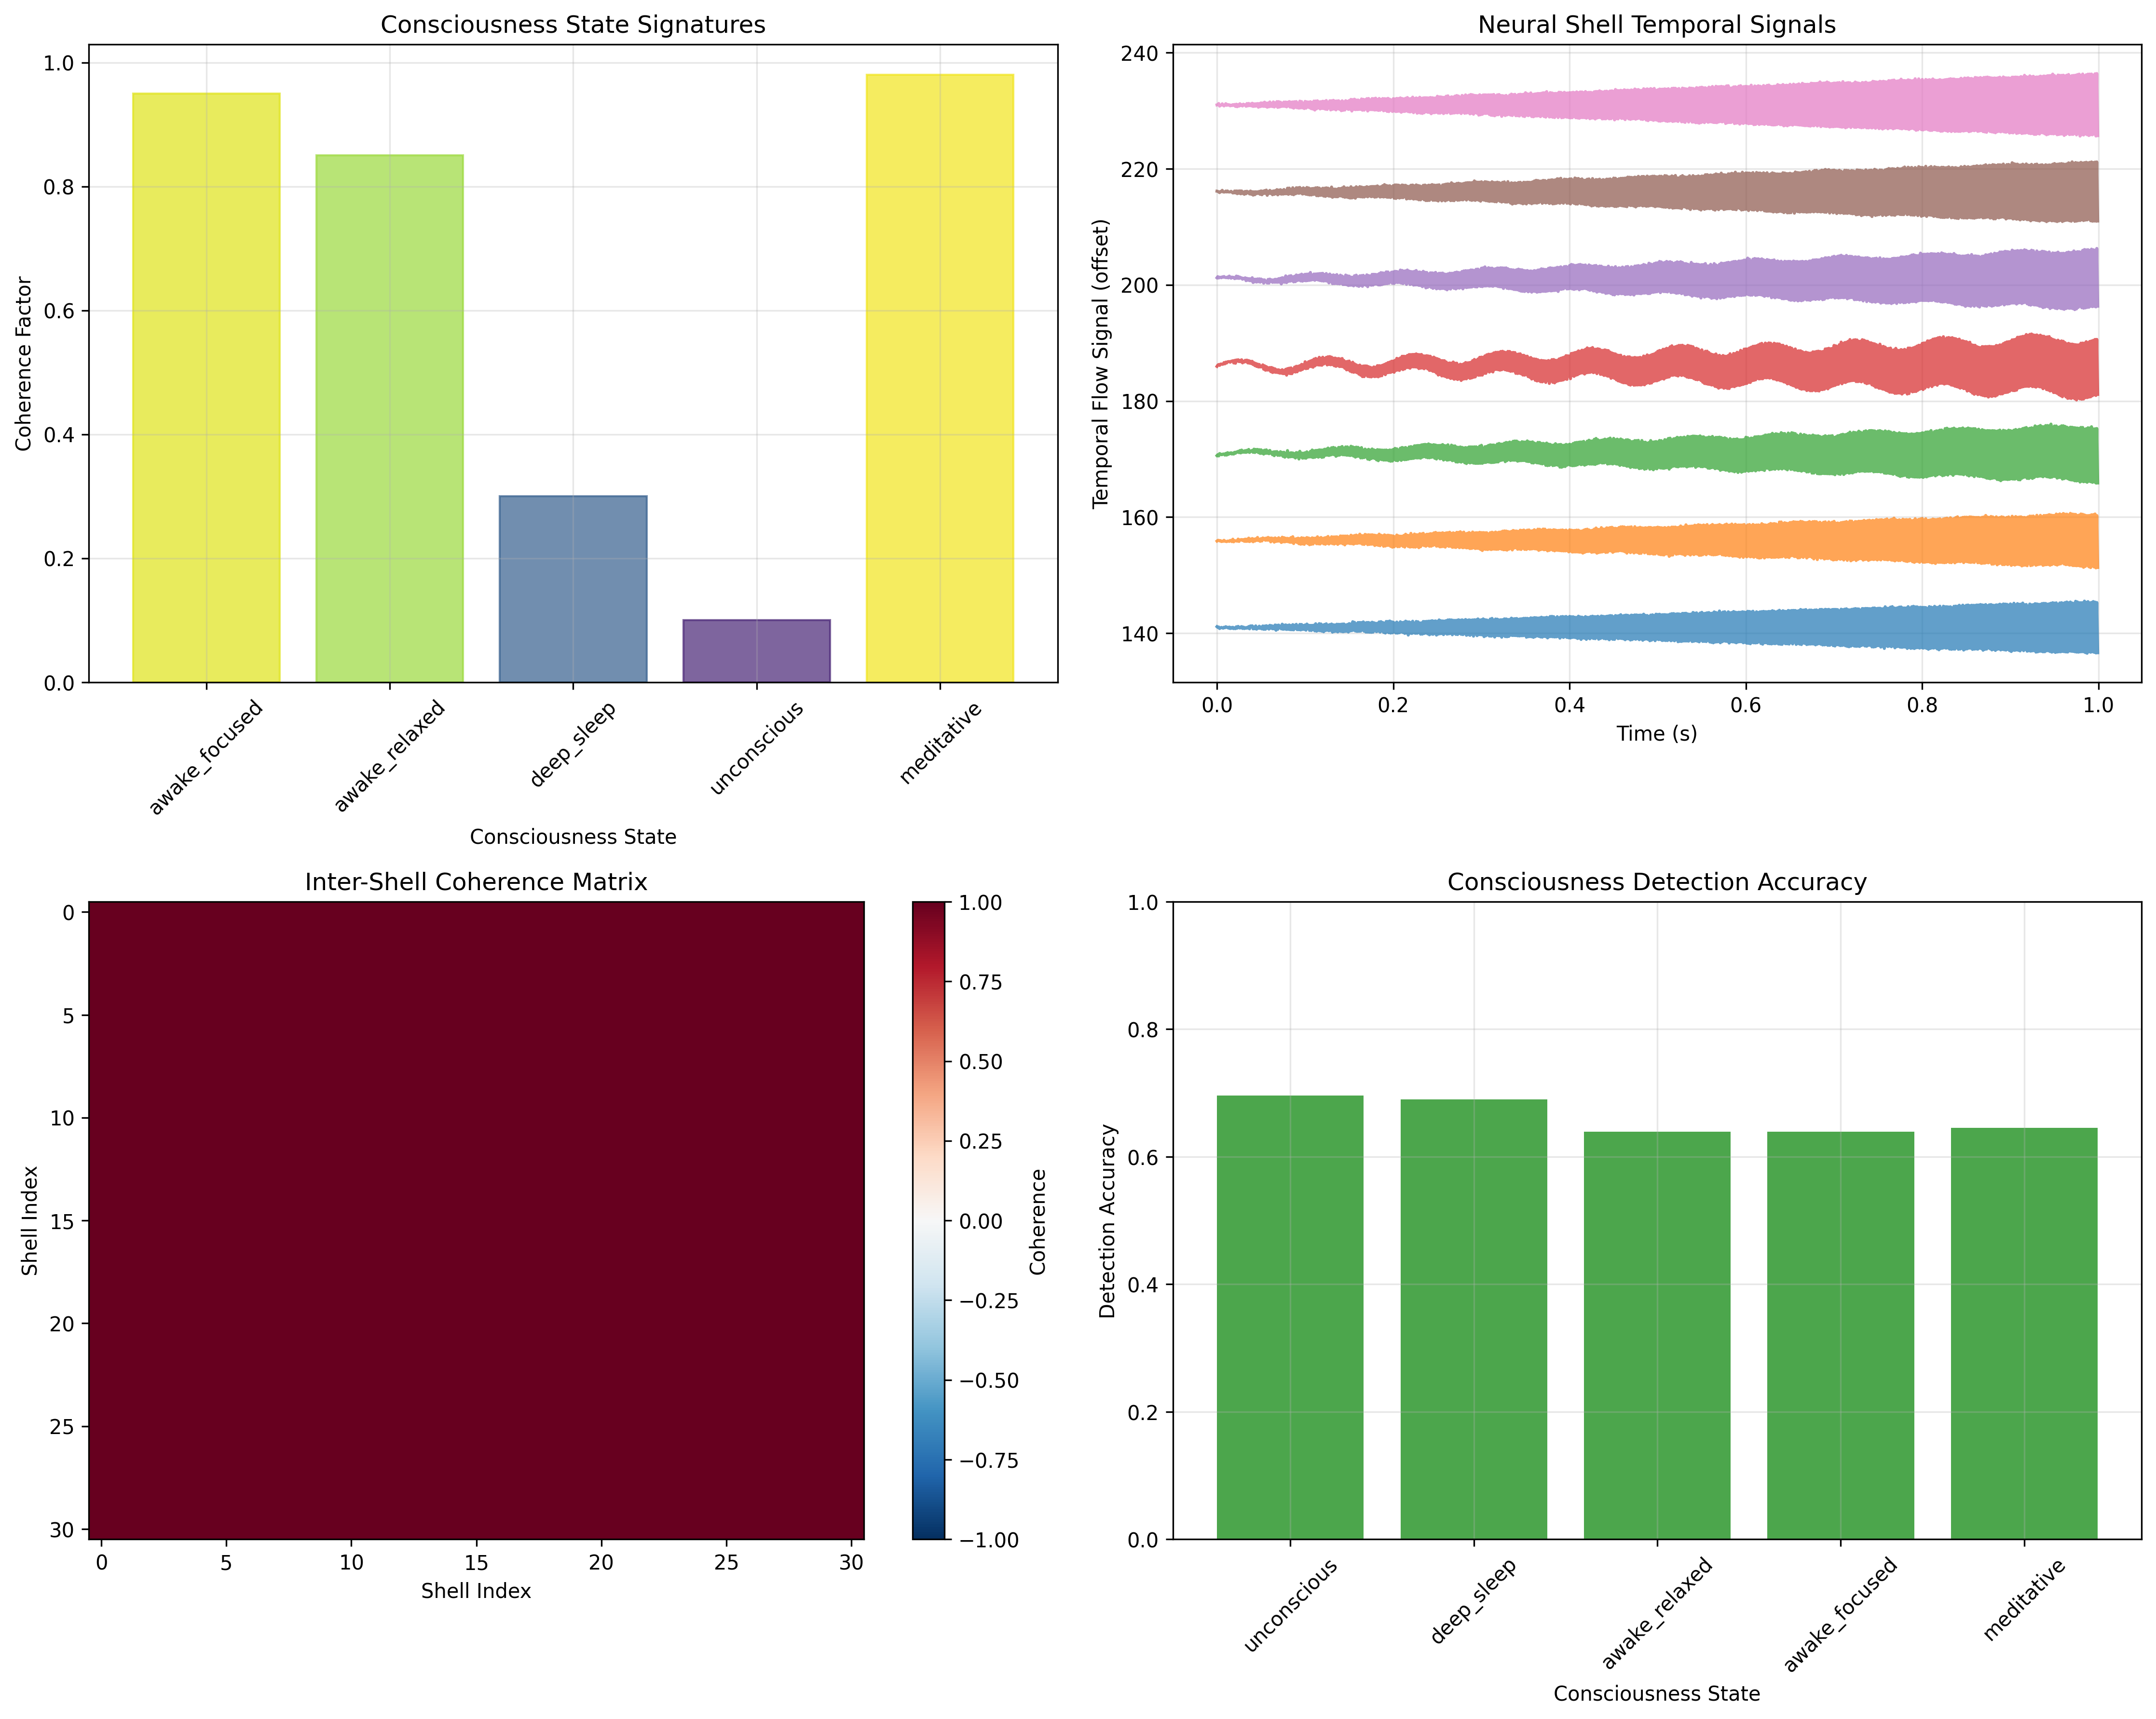 Consciousness State Signatures
Coherence Factor
1.0
0.8
0.6
0.4
0.2
0.0
awake_focused
awake_relaxed
deep_sleep
unconscious
meditative
Consciousness State
Neural Shell Temporal Signals
Temporal Flow Signal (offset)
240
220
200
180
160
140
0.0 0.2 0.4 0.6 0.8 1.0
Time (s)
Inter-Shell Coherence Matrix
Shell Index
0
5
10
15
20
25
30
0 5 10 15 20 25 30
Shell Index
1.00
0.75
0.50
0.25
0.00
−0.25
−0.50
−0.75
−1.00
Coherence
Consciousness Detection Accuracy
Detection Accuracy
1.0
0.8
0.6
0.4
0.2
0.0
unconscious
deep_sleep
awake_relaxed
awake_focused
meditative
Consciousness State